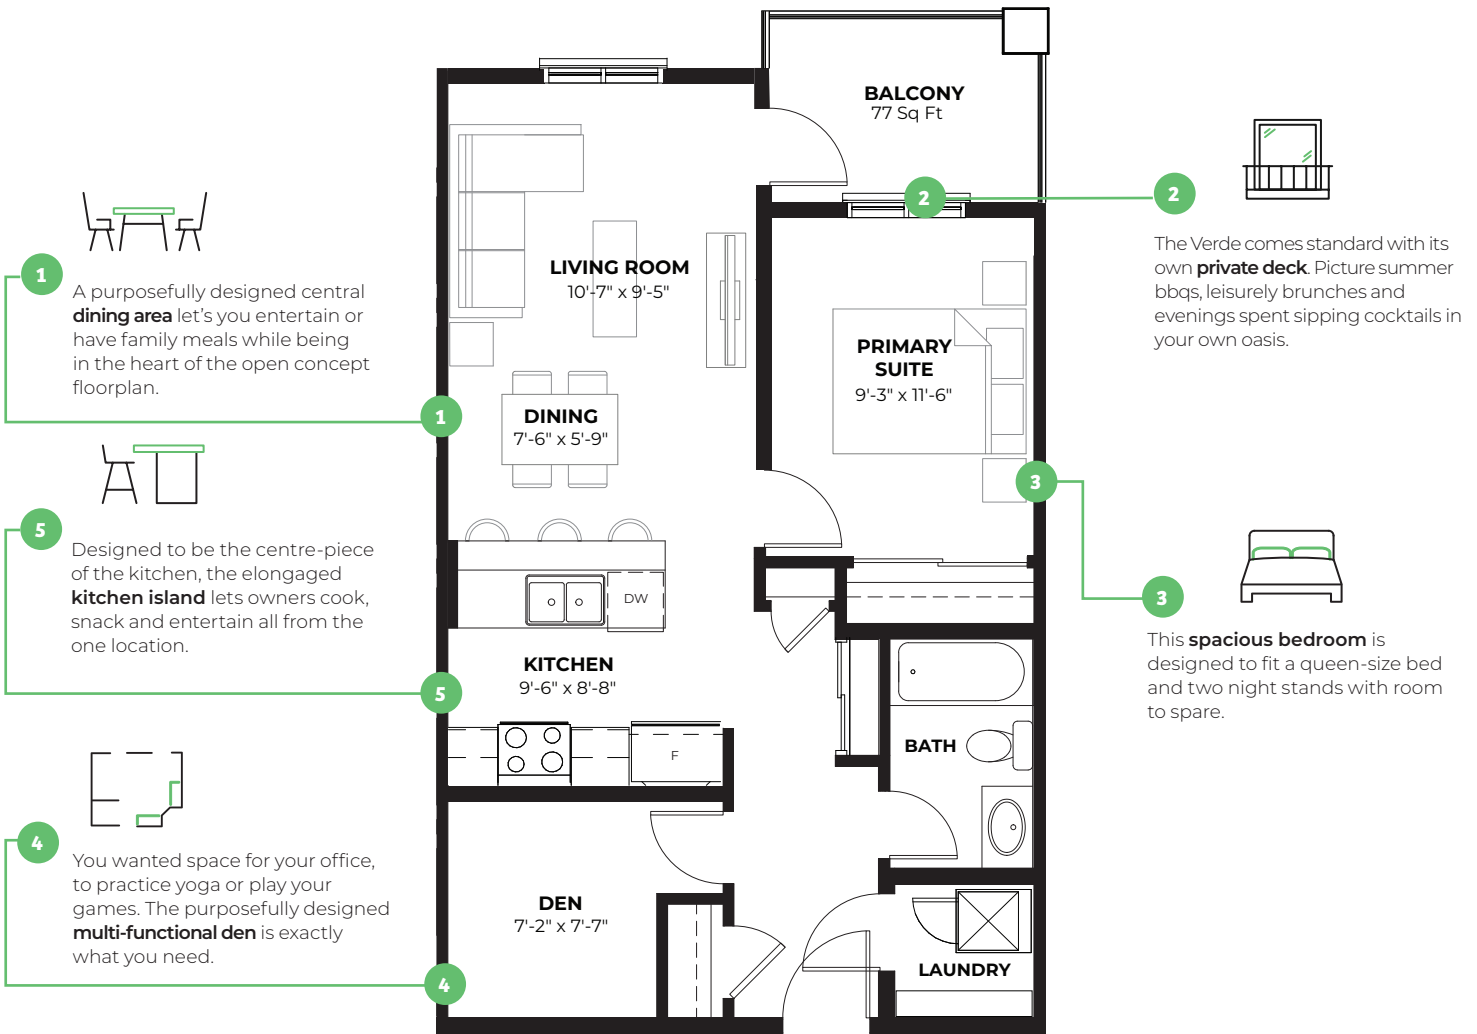 BALCONY
77 Sq Ft
2
2
The Verde comes standard with its
own private deck. Picture summer
bbqs, leisurely brunches and
evenings spent sipping cocktails in
your own oasis.
1
A purposefully designed central
dining area let's you entertain or
have family meals while being
in the heart of the open concept
floorplan.
LIVING ROOM
10'-7" x 9'-5"
PRIMARY
SUITE
9'-3" x 11'-6"
1
DINING
7'-6" x 5'-9"
3
5
Designed to be the centre-piece
of the kitchen, the elongaged
kitchen island lets owners cook,
snack and entertain all from the
one location.
DW
3
This spacious bedroom is
designed to fit a queen-size bed
and two night stands with room
to spare.
KITCHEN
9'-6" x 8'-8"
5
F
BATH
4
You wanted space for your office,
to practice yoga or play your
games. The purposefully designed
multi-functional den is exactly
what you need.
DEN
7'-2" x 7'-7"
LAUNDRY
4